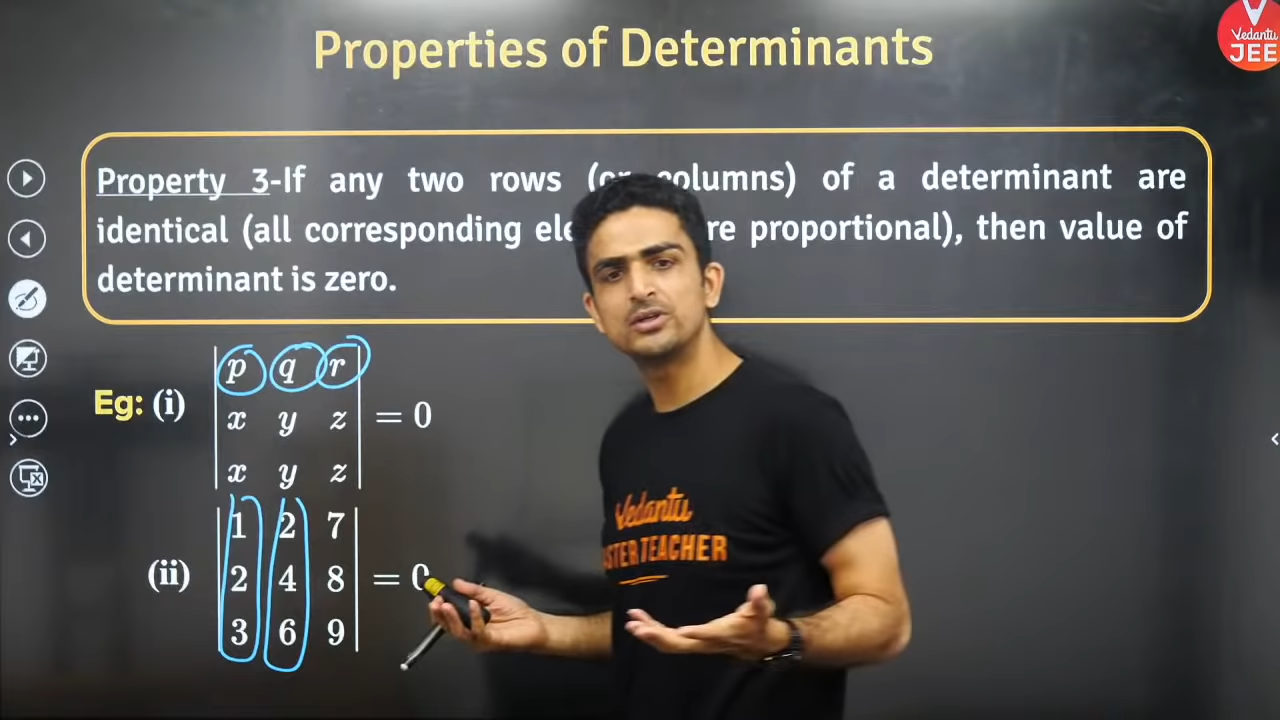 Vedantu
JEE
Properties of Determinants
Property 3-If any two rows (or columns) of a determinant are
identical (all corresponding ele re proportional), then value of
determinant is zero.
Eg: (i)
p q r
x y z = 0
x y z
(ii)
1 2 7
2 4 8 = 0
3 6 9
Vedantu
STER TEACHER